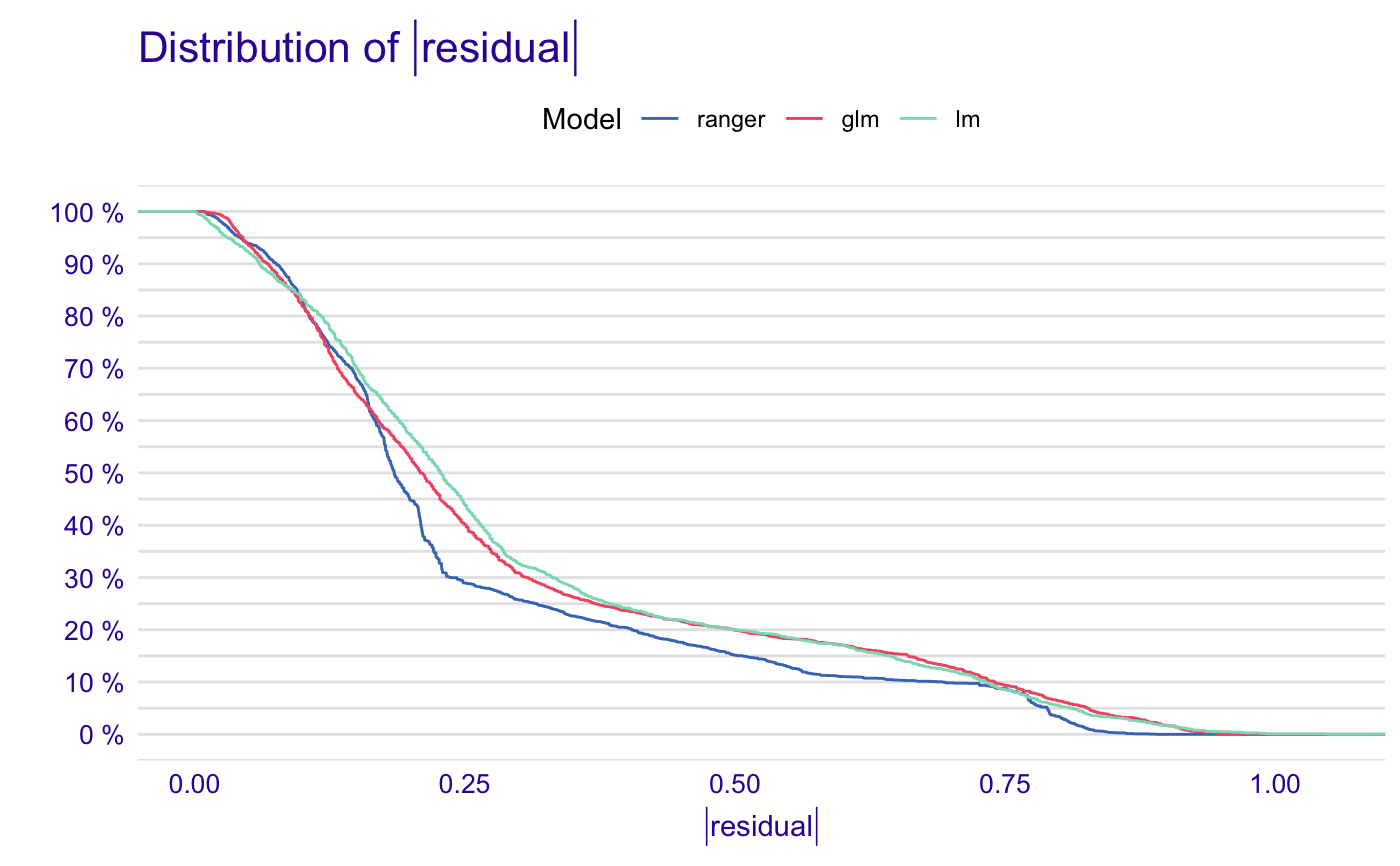 Distribution of |residual|
Model ranger glm lm
100 %
90 %
80 %
70 %
60 %
50 %
40 %
30 %
20 %
10 %
0 %
0.00 0.25 0.50 0.75 1.00
|residual|